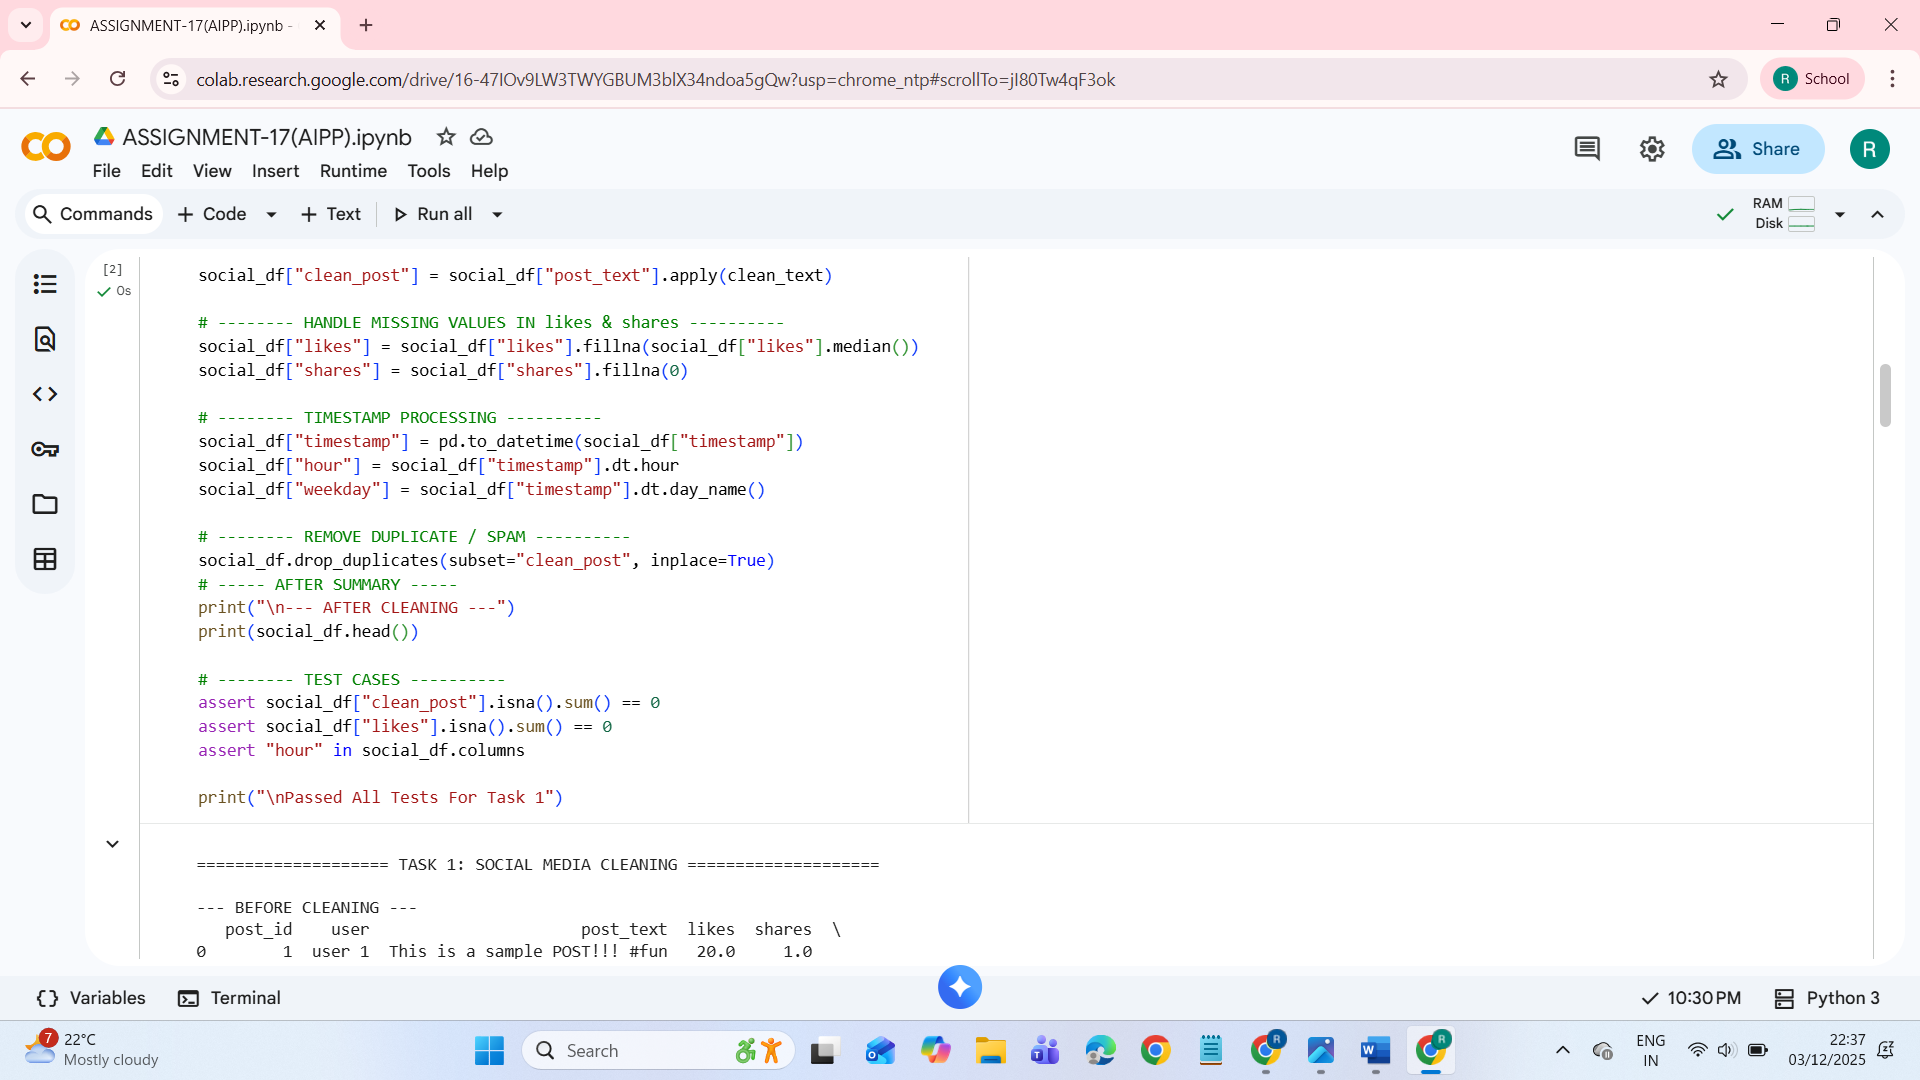 ASSIGNMENT-17(AIPP).ipynb -
colab.research.google.com/drive/16-47IOv9LW3TWYGBUM3blX34ndoa5gQw?usp=chrome_ntp#scrollTo=jI80Tw4qF3ok
R School
ASSIGNMENT-17(AIPP).ipynb
File Edit View Insert Runtime Tools Help
Share
R
Commands + Code + Text Run all
RAM
Disk
[2]
0s
social_df["clean_post"] = social_df["post_text"].apply(clean_text)
# -------- HANDLE MISSING VALUES IN likes & shares ----------
social_df["likes"] = social_df["likes"].fillna(social_df["likes"].median())
social_df["shares"] = social_df["shares"].fillna(0)
# -------- TIMESTAMP PROCESSING ----------
social_df["timestamp"] = pd.to_datetime(social_df["timestamp"])
social_df["hour"] = social_df["timestamp"].dt.hour
social_df["weekday"] = social_df["timestamp"].dt.day_name()
# -------- REMOVE DUPLICATE / SPAM ----------
social_df.drop_duplicates(subset="clean_post", inplace=True)
# ----- AFTER SUMMARY -----
print("\n--- AFTER CLEANING ---")
print(social_df.head())
# -------- TEST CASES ----------
assert social_df["clean_post"].isna().sum() == 0
assert social_df["likes"].isna().sum() == 0
assert "hour" in social_df.columns
print("\nPassed All Tests For Task 1")
==================== TASK 1: SOCIAL MEDIA CLEANING ====================
--- BEFORE CLEANING ---
post_id user post_text likes shares \
0 1 user 1 This is a sample POST!!! #fun 20.0 1.0
Variables Terminal
10:30 PM Python 3
7
22°C
Mostly cloudy
Search
ENG
IN
22:37
03/12/2025